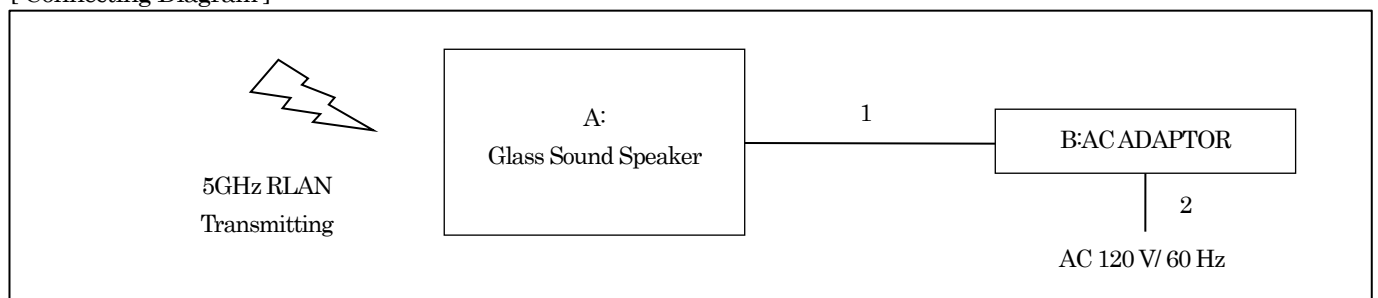 [ Connecting Diagram ]
A:
Glass Sound Speaker
1
B:AC ADAPTOR
5GHz RLAN
Transmitting
2
AC 120 V/ 60 Hz